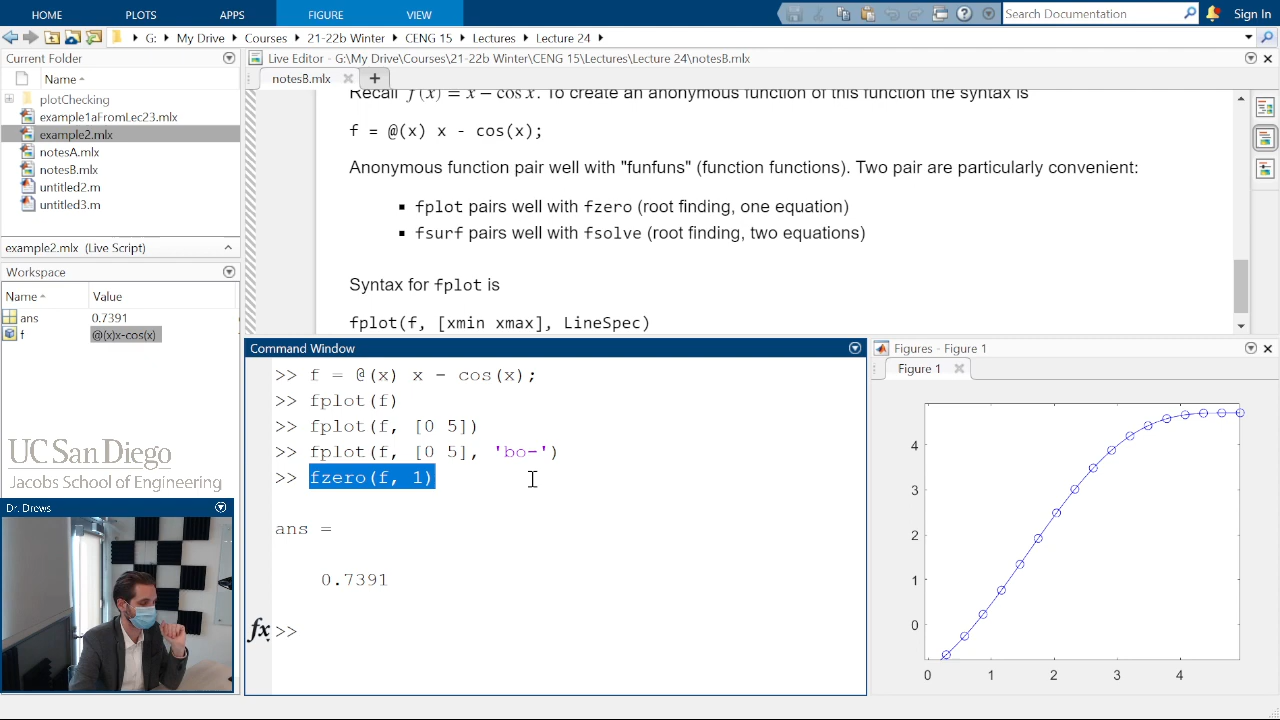 HOME PLOTS APPS FIGURE VIEW Search Documentation Sign In
G: My Drive Courses 21-22b Winter CENG 15 Lectures Lecture 24
Current Folder
Name
plotChecking
example1aFromLec23.mlx
example2.mlx
notesA.mlx
notesB.mlx
untitled2.m
untitled3.m
example2.mlx (Live Script)
Workspace
Name Value
ans 0.7391
f @(x)x-cos(x)
UC San Diego
Jacobs School of Engineering
Dr. Drews
Live Editor - G:\My Drive\Courses\21-22b Winter\CENG 15\Lectures\Lecture 24\notesB.mlx
notesB.mlx
Recall f(x) = x − cos x. To create an anonymous function of this function the syntax is
f = @(x) x - cos(x);
Anonymous function pair well with "funfuns" (function functions). Two pair are particularly convenient:
▪ fplot pairs well with fzero (root finding, one equation)
▪ fsurf pairs well with fsolve (root finding, two equations)
Syntax for fplot is
fplot(f, [xmin xmax], LineSpec)
Command Window
>> f = @(x) x - cos(x);
>> fplot(f)
>> fplot(f, [0 5])
>> fplot(f, [0 5], 'bo-')
>> fzero(f, 1)
ans =
0.7391
fx >>
Figures - Figure 1
Figure 1
4
3
2
1
0
0 1 2 3 4